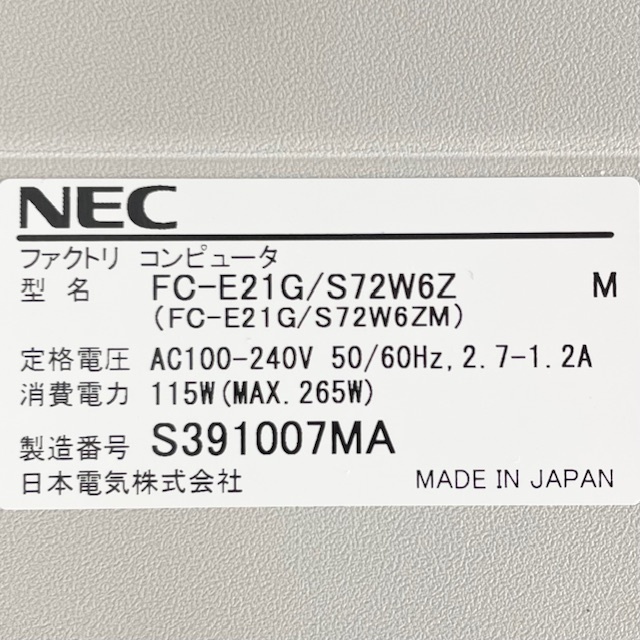 NEC
ファクトリ コンピュータ
型 名 FC-E21G/S72W6Z M
(FC-E21G/S72W6ZM)
定格電圧 AC100-240V 50/60Hz, 2.7-1.2A
消費電力 115W(MAX.265W)
製造番号 S391007MA
日本電気株式会社 MADE IN JAPAN